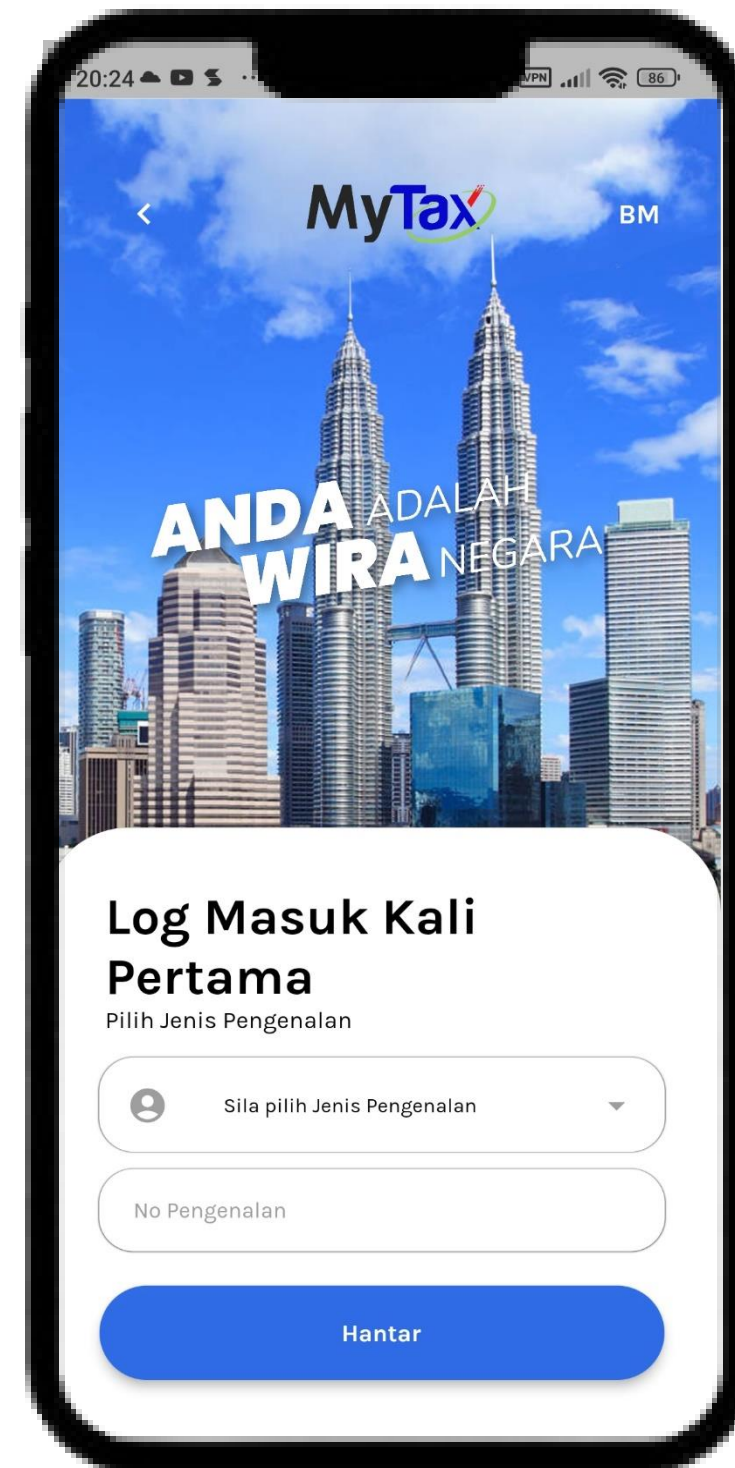 20:24
VPN
86
MyTax
BM
ANDA ADALAH
WIRA NEGARA
Log Masuk Kali
Pertama
Pilih Jenis Pengenalan
Sila pilih Jenis Pengenalan
No Pengenalan
Hantar